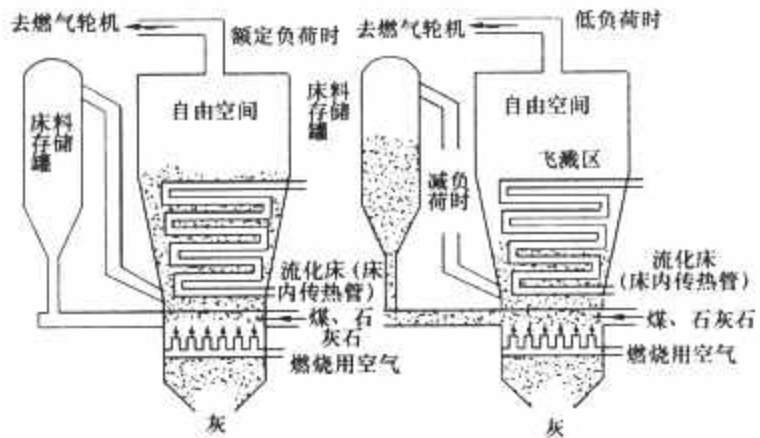 去燃气轮机
额定负荷时
床料
存储
罐
自由空间
流化床(床
内传热管)
煤、石
灰石
燃烧用空气
灰
去燃气轮机
低负荷时
床料
存储
罐
自由空间
飞溅区
减负
荷时
流化床
(床内传热管)
煤、石灰石
燃烧用空气
灰